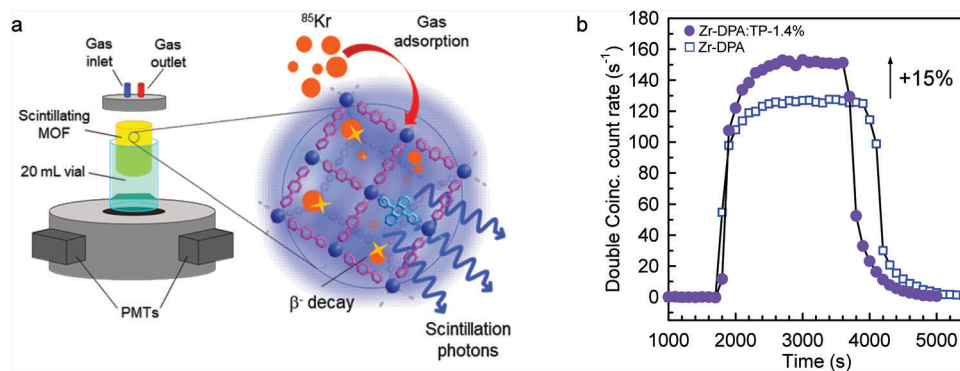 a
Gas
inlet
Gas
outlet
Scintillating
MOF
20 mL vial
PMTs
⁸⁵Kr
Gas
adsorption
β⁻ decay
Scintillation
photons
b
Zr-DPA:TP-1.4%
Zr-DPA
+15%
Double Coinc. count rate (s⁻¹)
180
160
140
120
100
80
60
40
20
0
1000 2000 3000 4000 5000
Time (s)